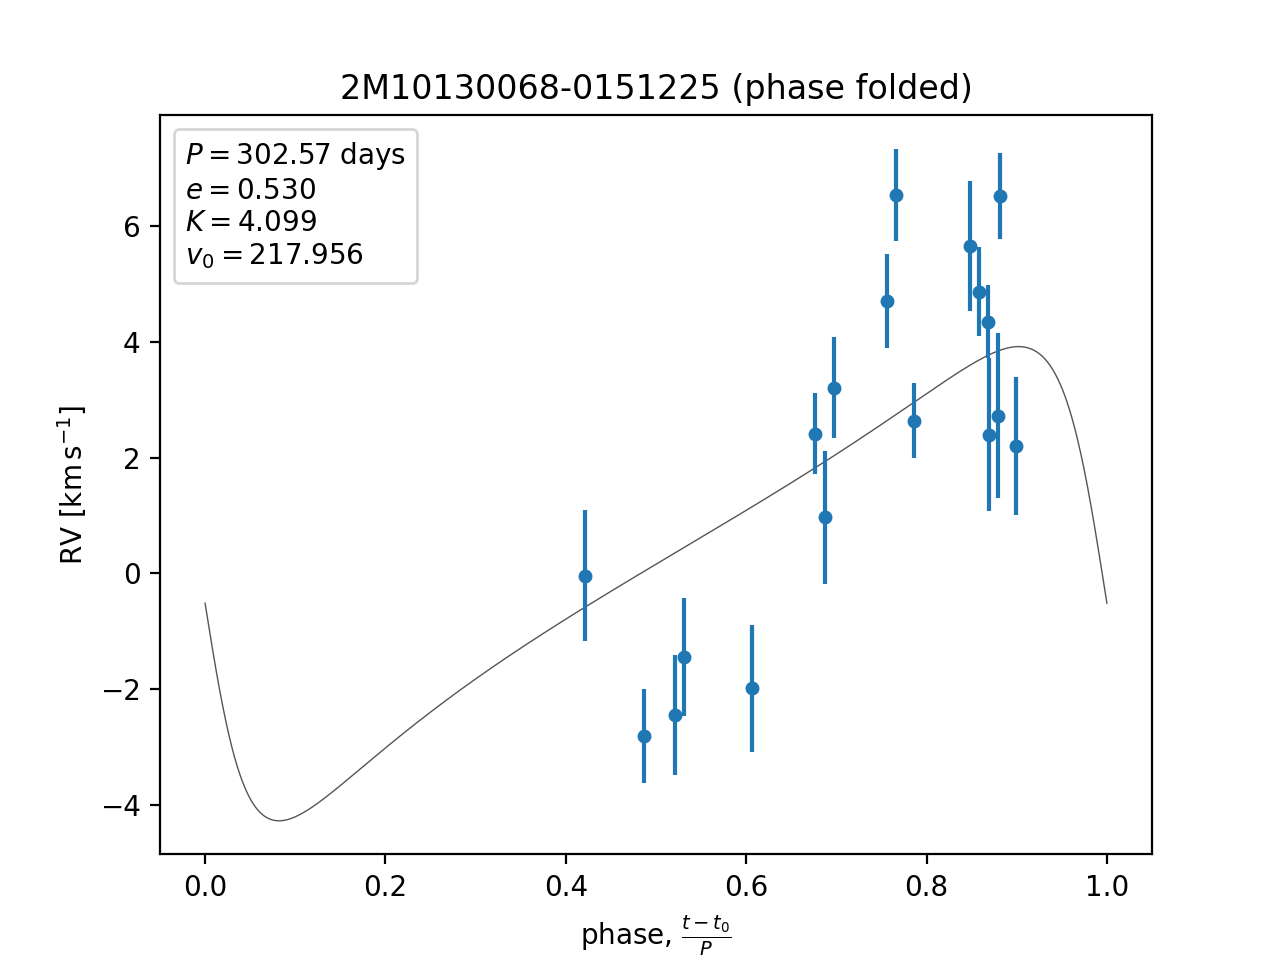 2M10130068-0151225 (phase folded)
P = 302.57 days
e = 0.530
K = 4.099
v₀ = 217.956
RV [km s⁻¹]
6
4
2
0
−2
−4
0.0 0.2 0.4 0.6 0.8 1.0
phase, (t − t₀)/P